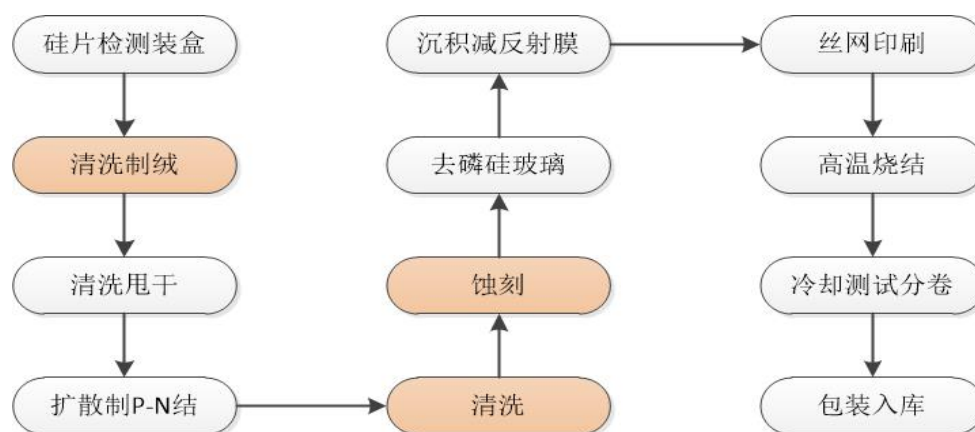 硅片检测装盒
清洗制绒
清洗甩干
扩散制P-N结
清洗
蚀刻
去磷硅玻璃
沉积减反射膜
丝网印刷
高温烧结
冷却测试分卷
包装入库